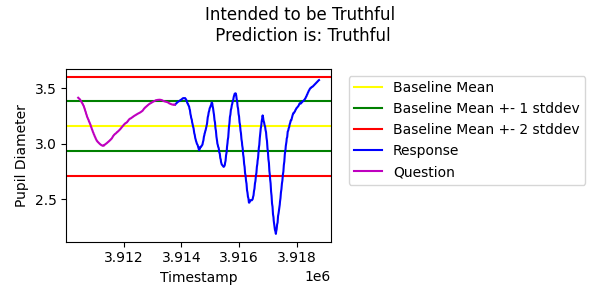 Intended to be Truthful
Prediction is: Truthful
Pupil Diameter
3.5
3.0
2.5
3.912
3.914
3.916
3.918
1e6
Timestamp
Baseline Mean
Baseline Mean +- 1 stddev
Baseline Mean +- 2 stddev
Response
Question